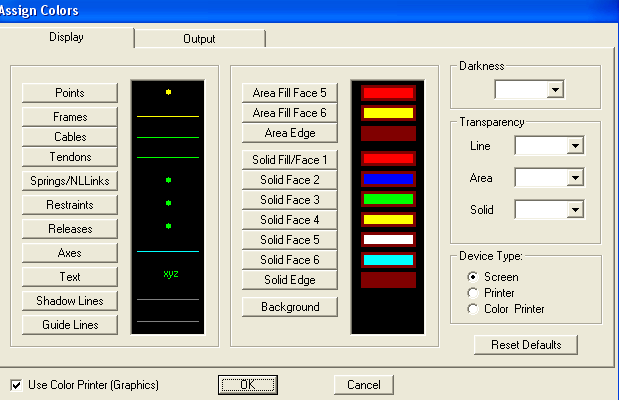 Assign Colors
Display
Output
Points
Frames
Cables
Tendons
Springs/NLLinks
Restraints
Releases
Axes
Text
Shadow Lines
Guide Lines
xyz
Area Fill Face 5
Area Fill Face 6
Area Edge
Solid Fill/Face 1
Solid Face 2
Solid Face 3
Solid Face 4
Solid Face 5
Solid Face 6
Solid Edge
Background
Darkness
Transparency
Line
Area
Solid
Device Type:
Screen
Printer
Color Printer
Reset Defaults
Use Color Printer (Graphics)
OK
Cancel